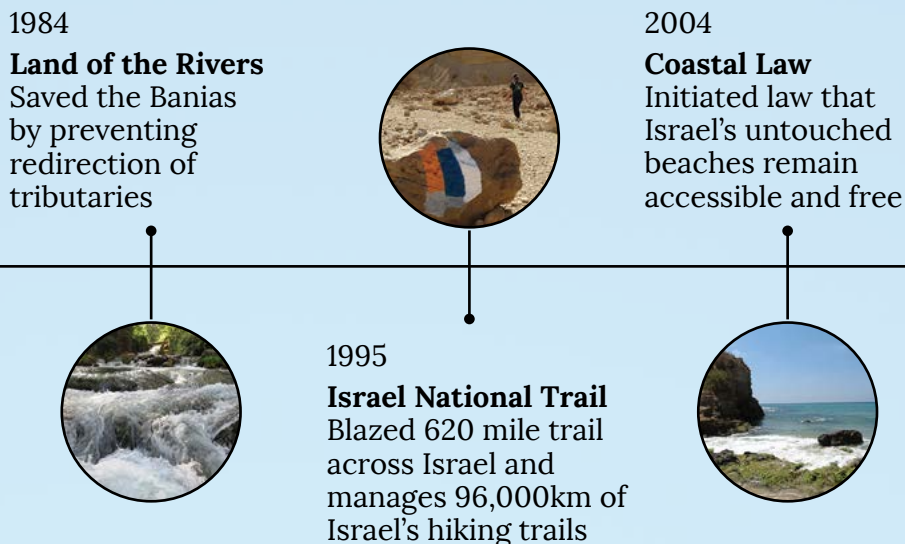 1984
Land of the Rivers
Saved the Banias
by preventing
redirection of
tributaries
1995
Israel National Trail
Blazed 620 mile trail
across Israel and
manages 96,000km of
Israel’s hiking trails
2004
Coastal Law
Initiated law that
Israel’s untouched
beaches remain
accessible and free